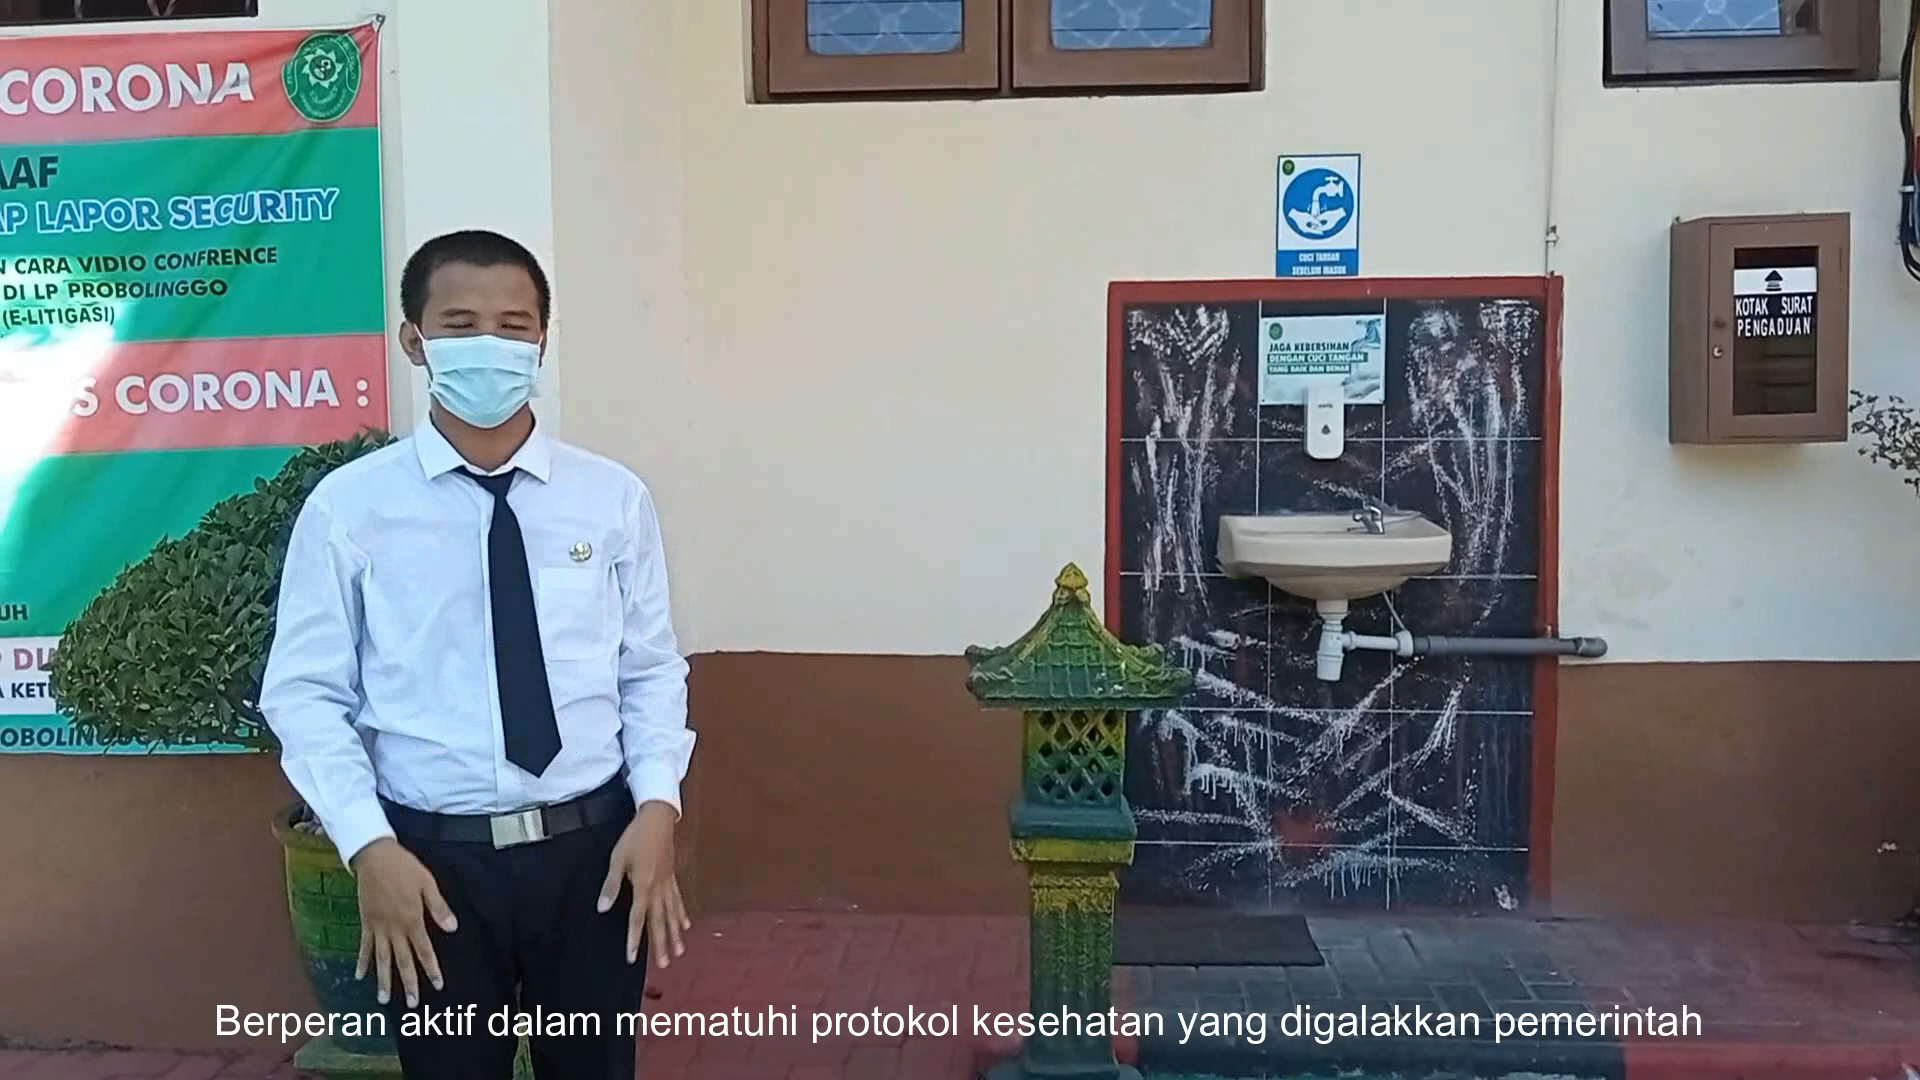 CORONA
AAF
AP LAPOR SECURITY
N CARA VIDIO CONFRENCE
DI LP PROBOLINGGO
(E-LITIGASI)
S CORONA :
UH
P DI
A KET
CUCI TANGAN
SEBELUM MASUK
JAGA KEBERSIHAN
DENGAN CUCI TANGAN
YANG BAIK DAN BENAR
KOTAK SURAT
PENGADUAN
Berperan aktif dalam mematuhi protokol kesehatan yang digalakkan pemerintah